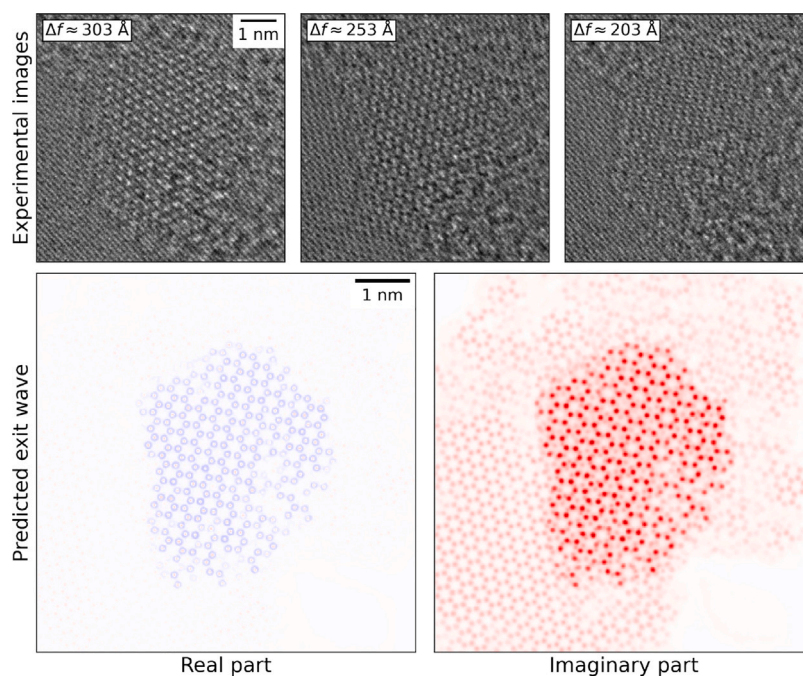 Δf ≈ 303 Å
1 nm
Δf ≈ 253 Å
Δf ≈ 203 Å
Experimental images
1 nm
Predicted exit wave
Real part
Imaginary part